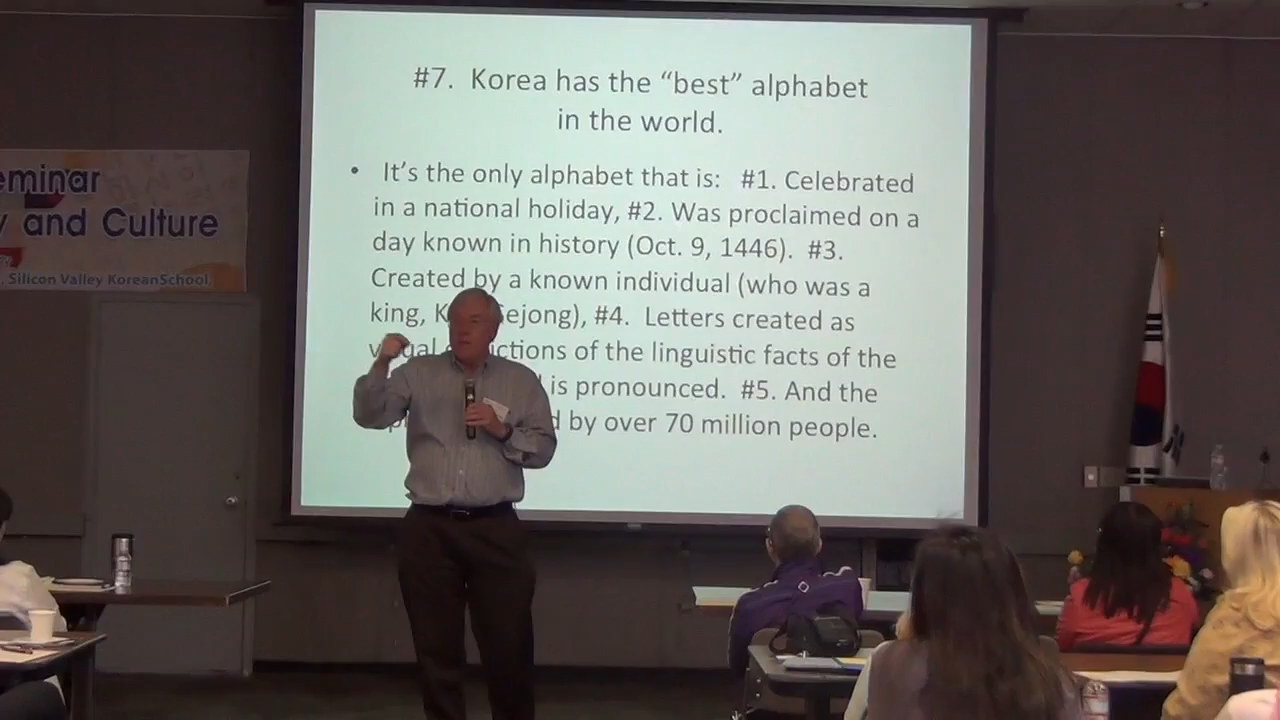 #7. Korea has the “best” alphabet
in the world.
• It’s the only alphabet that is: #1. Celebrated
in a national holiday, #2. Was proclaimed on a
day known in history (Oct. 9, 1446). #3.
Created by a known individual (who was a
king, Sejong), #4. Letters created as
of the linguistic facts of the
is pronounced. #5. And the
by over 70 million people.
eminar
y and Culture
, Silicon Valley KoreanSchool